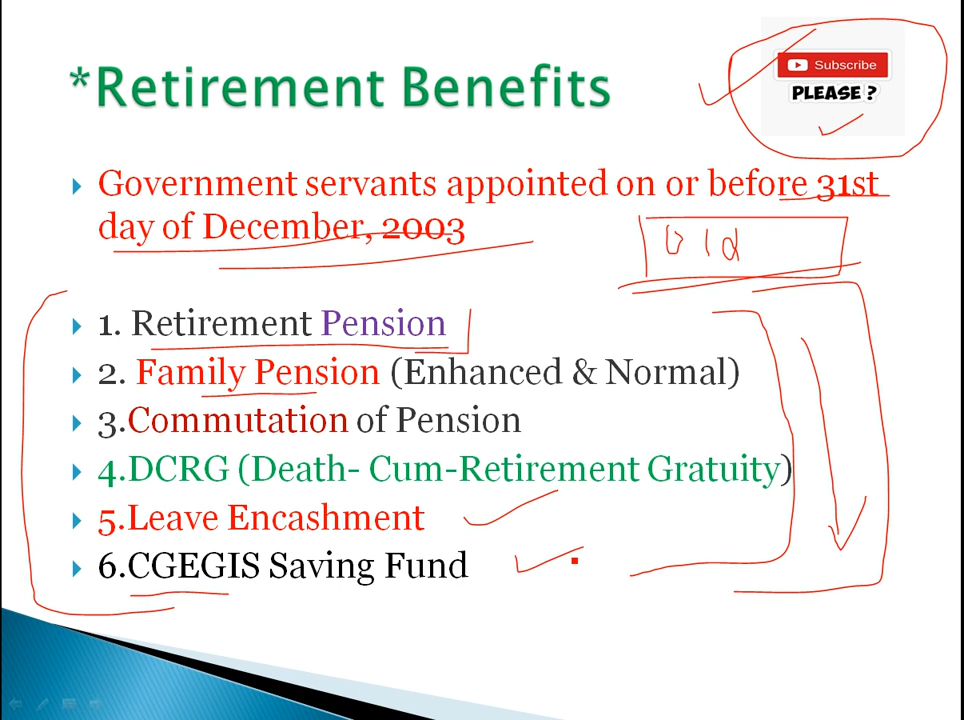 *Retirement Benefits
Subscribe
PLEASE ?
Government servants appointed on or before 31st
day of December, 2003
old
1. Retirement Pension
2. Family Pension (Enhanced & Normal)
3.Commutation of Pension
4.DCRG (Death- Cum-Retirement Gratuity)
5.Leave Encashment
6.CGEGIS Saving Fund